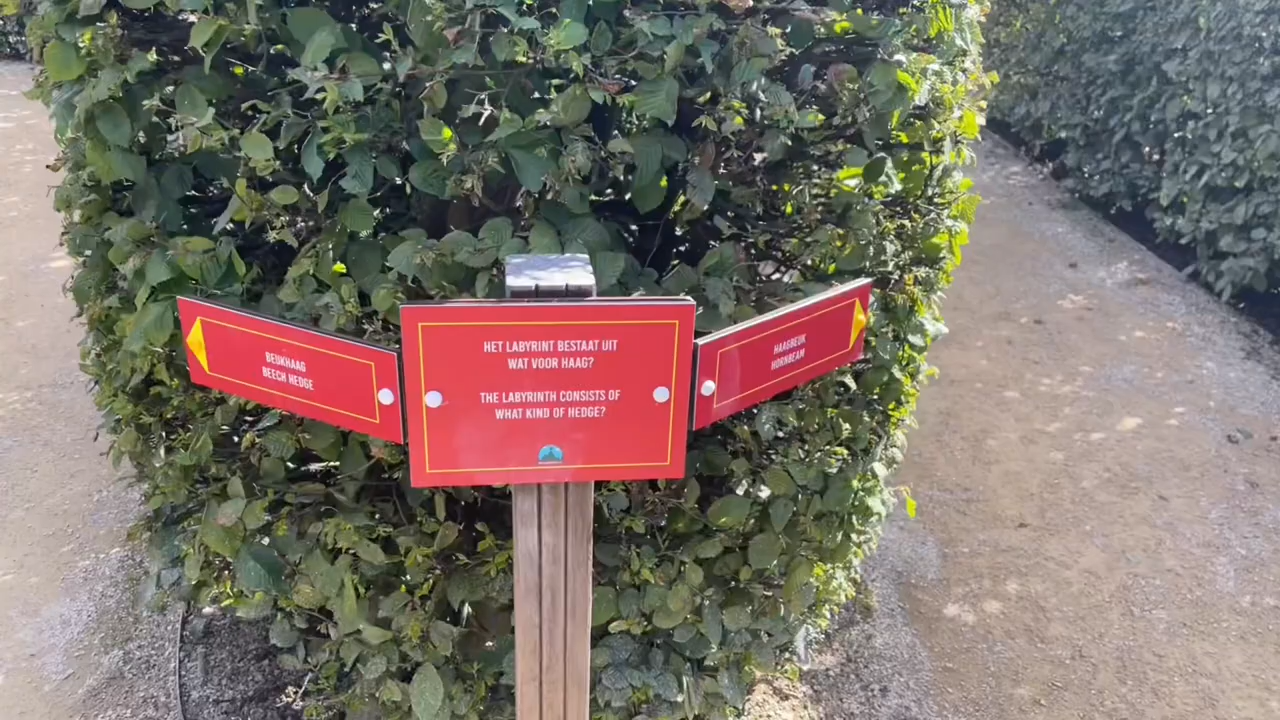 BEUKHAAG
BEECH HEDGE
HET LABYRINT BESTAAT UIT
WAT VOOR HAAG?
THE LABYRINTH CONSISTS OF
WHAT KIND OF HEDGE?
HAAGBEUK
HORNBEAM